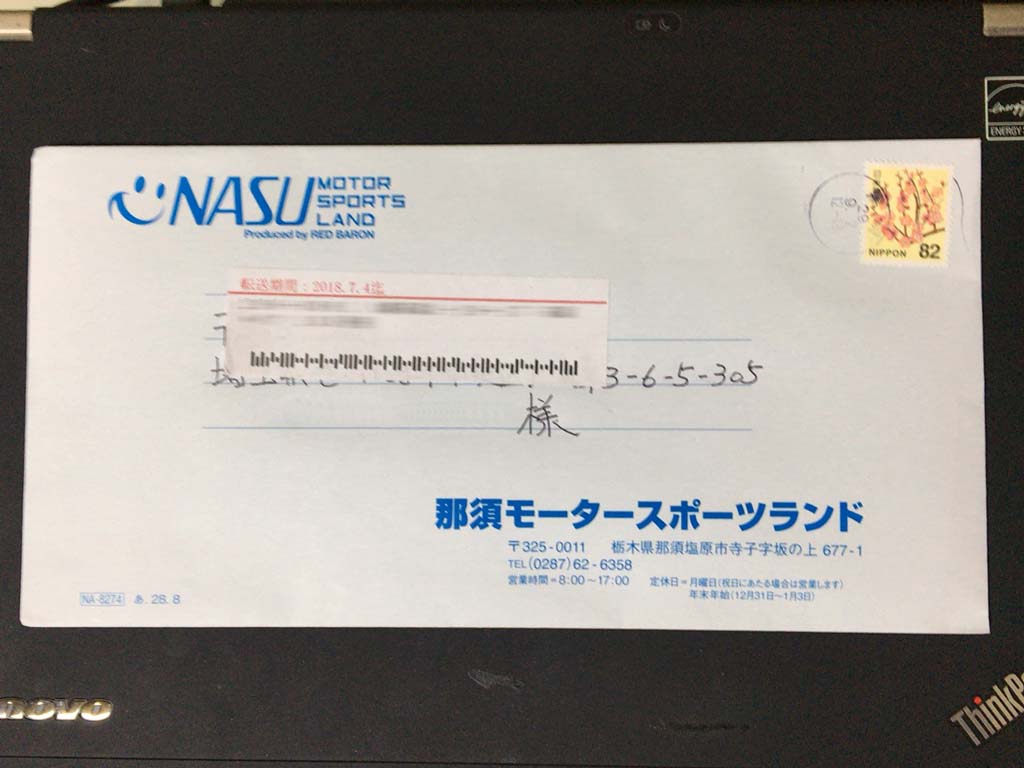 ENERGY
NASU MOTOR
SPORTS
LAND
Produced by RED BARON
NIPPON 82
転送期間：2018.7.4迄
3-6-5-305
様
那須モータースポーツランド
〒325-0011 栃木県那須塩原市寺子字坂の上 677-1
TEL(0287)62-6358
営業時間=8:00～17:00 定休日=月曜日(祝日にあたる場合は営業します)
年末年始(12月31日～1月3日)
NA-8274 あ. 28. 8
novo
ThinkP